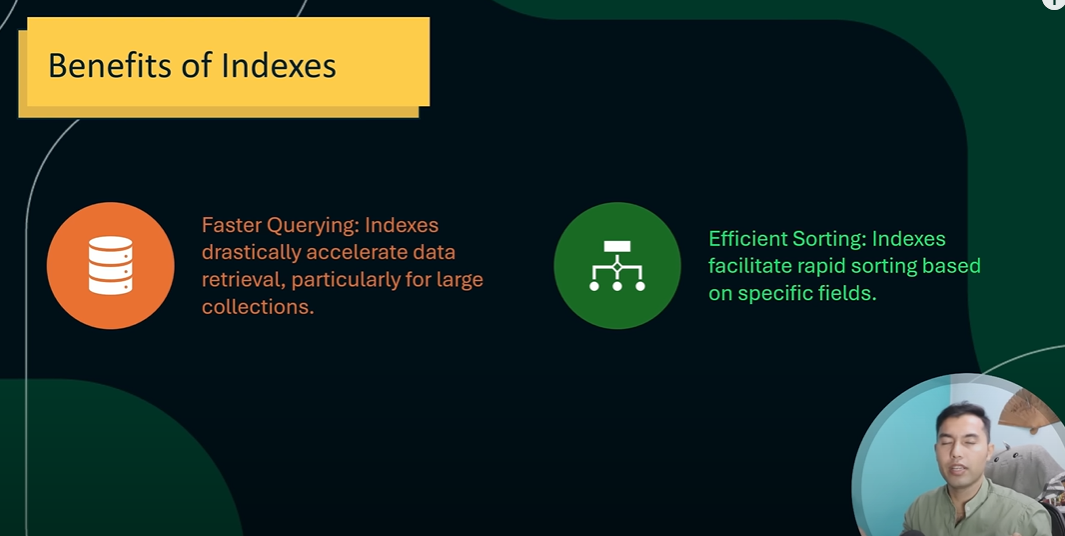 Benefits of Indexes
Faster Querying: Indexes
drastically accelerate data
retrieval, particularly for large
collections.
Efficient Sorting: Indexes
facilitate rapid sorting based
on specific fields.